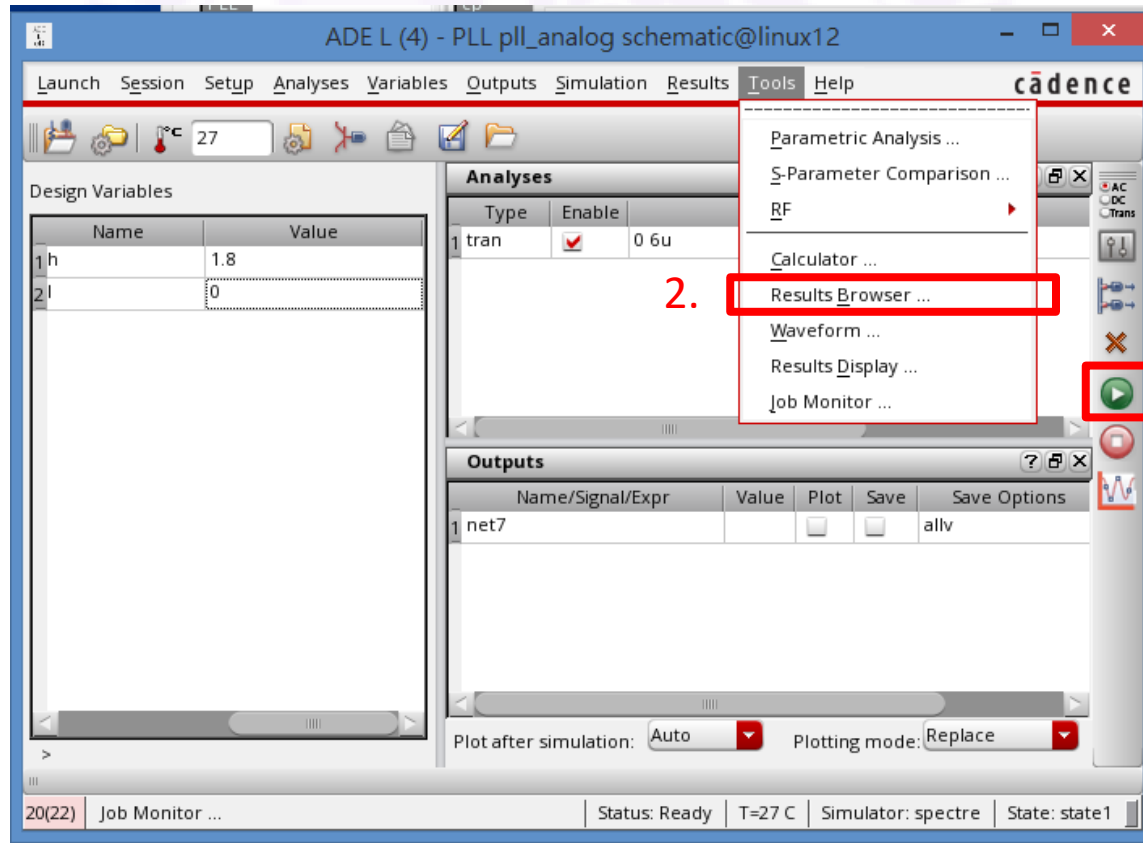 ADE L (4) - PLL pll_analog schematic@linux12
Launch Session Setup Analyses Variables Outputs Simulation Results Tools Help cādence
°C 27
Design Variables
Name Value
1 h 1.8
2 l 0
>
Analyses
Type Enable
1 tran 0 6u
Parametric Analysis ...
S-Parameter Comparison ...
RF
Calculator ...
2. Results Browser ...
Waveform ...
Results Display ...
Job Monitor ...
AC
DC
Trans
Outputs
Name/Signal/Expr Value Plot Save Save Options
1 net7 allv
Plot after simulation: Auto Plotting mode: Replace
20(22) Job Monitor ... Status: Ready T=27 C Simulator: spectre State: state1